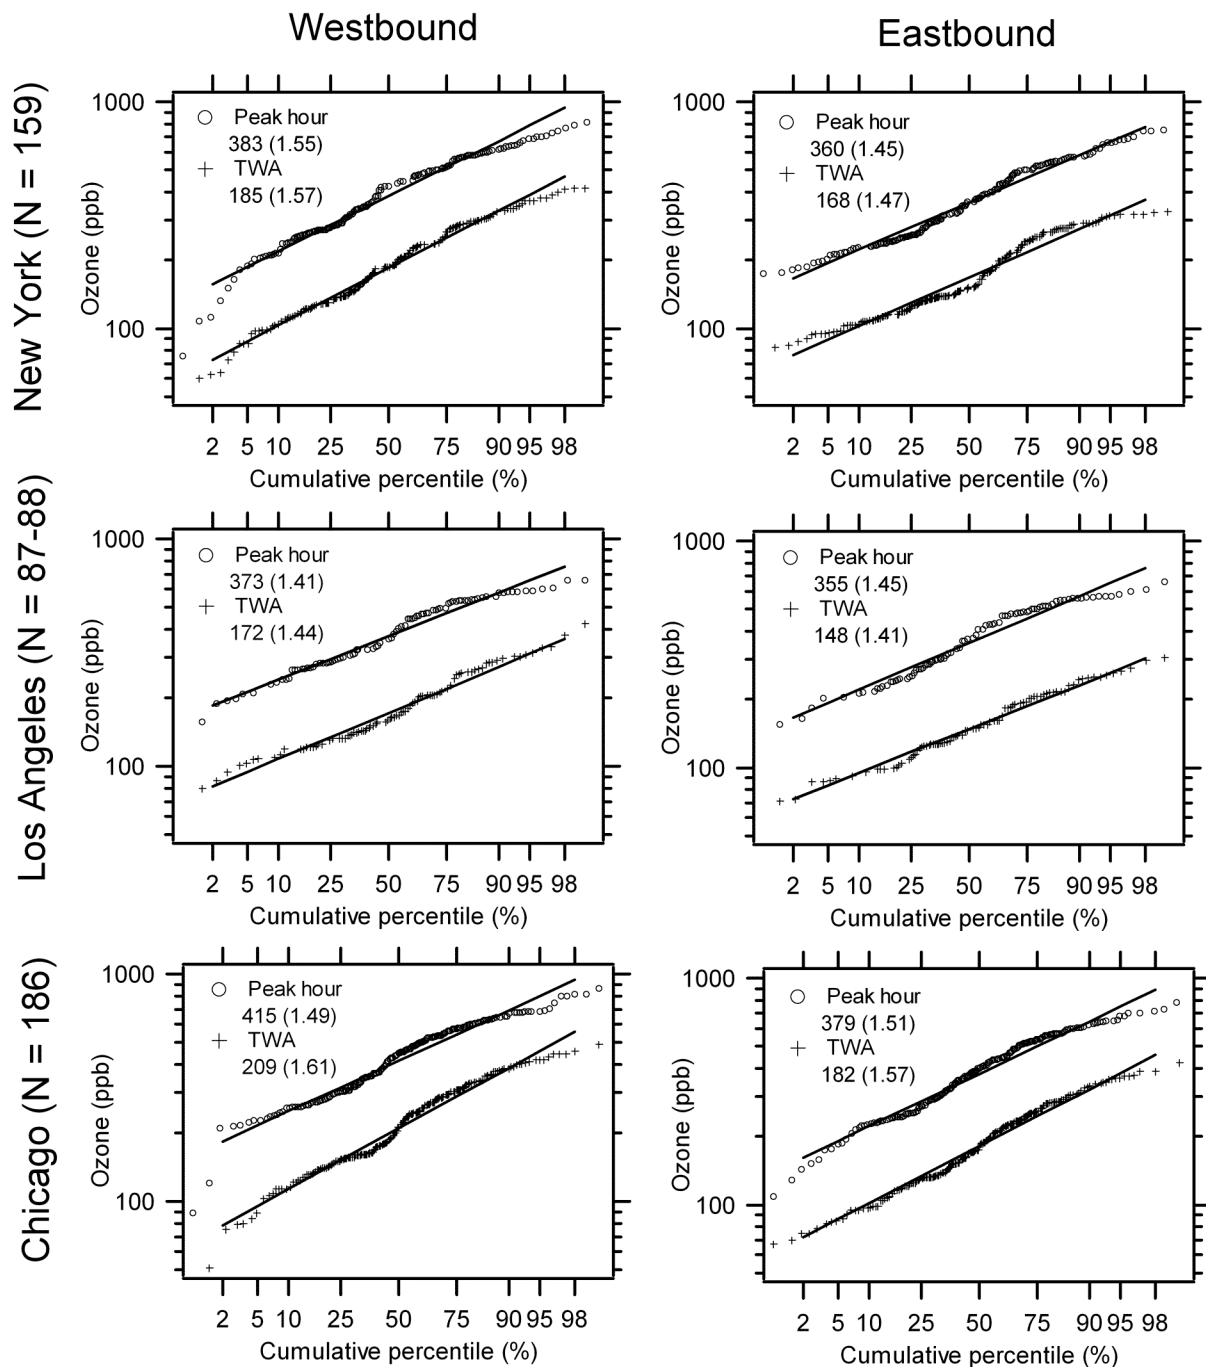 Westbound
Eastbound
New York (N = 159)
1000
100
Ozone (ppb)
Peak hour
383 (1.55)
TWA
185 (1.57)
2 5 10 25 50 75 90 95 98
Cumulative percentile (%)
1000
100
Ozone (ppb)
Peak hour
360 (1.45)
TWA
168 (1.47)
2 5 10 25 50 75 90 95 98
Cumulative percentile (%)
Los Angeles (N = 87-88)
1000
100
Ozone (ppb)
Peak hour
373 (1.41)
TWA
172 (1.44)
2 5 10 25 50 75 90 95 98
Cumulative percentile (%)
1000
100
Ozone (ppb)
Peak hour
355 (1.45)
TWA
148 (1.41)
2 5 10 25 50 75 90 95 98
Cumulative percentile (%)
Chicago (N = 186)
1000
100
Ozone (ppb)
Peak hour
415 (1.49)
TWA
209 (1.61)
2 5 10 25 50 75 90 95 98
Cumulative percentile (%)
1000
100
Ozone (ppb)
Peak hour
379 (1.51)
TWA
182 (1.57)
2 5 10 25 50 75 90 95 98
Cumulative percentile (%)